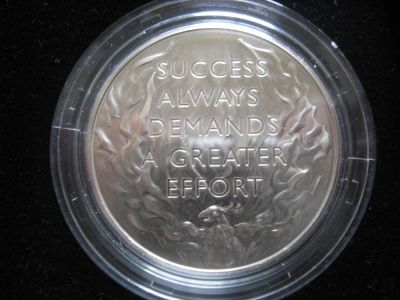 SUCCESS
ALWAYS
DEMANDS
A GREATER
EFFORT